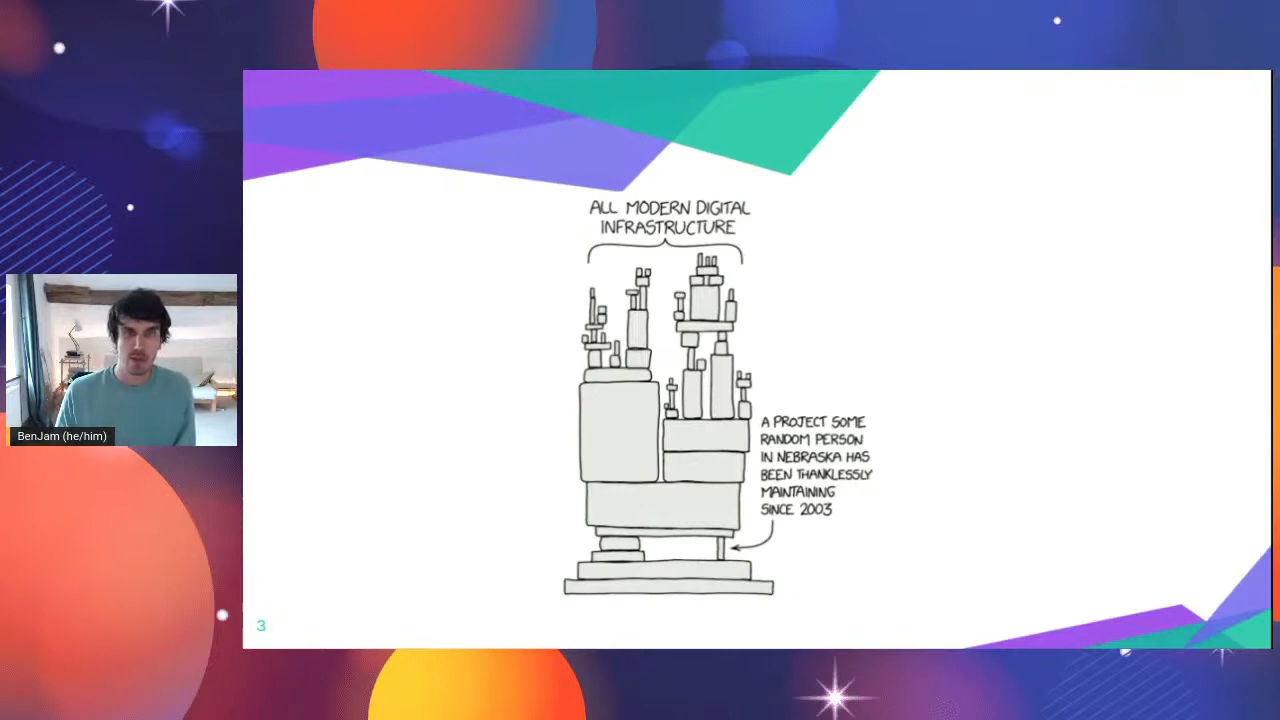 ALL MODERN DIGITAL
INFRASTRUCTURE
A PROJECT SOME
RANDOM PERSON
IN NEBRASKA HAS
BEEN THANKLESSLY
MAINTAINING
SINCE 2003
BenJam (he/him)
3